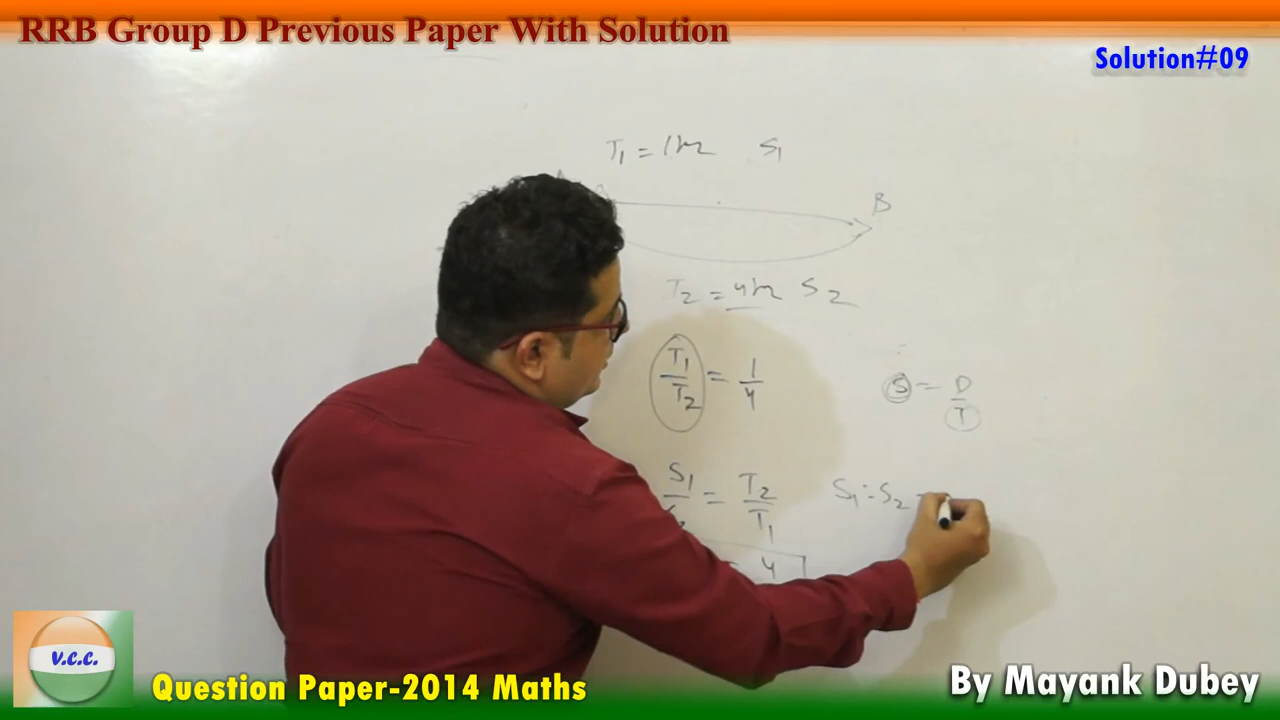 RRB Group D Previous Paper With Solution
Solution#09
T₁ = 1hr S₁
A B
T₂ = 4hr S₂
T₁/T₂ = 1/4
S = D/T
S₁/S₂ = T₂/T₁
S₁ : S₂ =
= 4
V.C.C.
Question Paper-2014 Maths
By Mayank Dubey